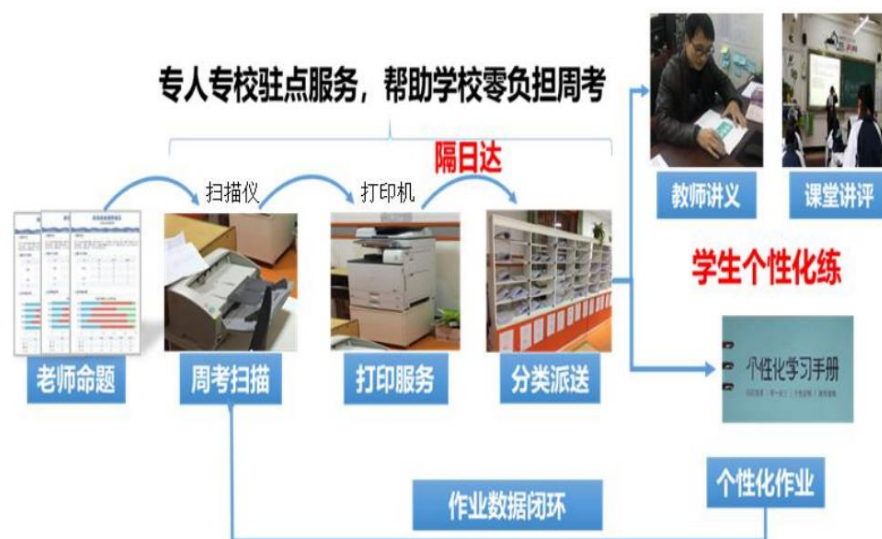 专人专校驻点服务，帮助学校零负担周考
隔日达
扫描仪
打印机
教师讲义
课堂讲评
学生个性化练
老师命题
周考扫描
打印服务
分类派送
个性化学习手册
个性化作业
作业数据闭环